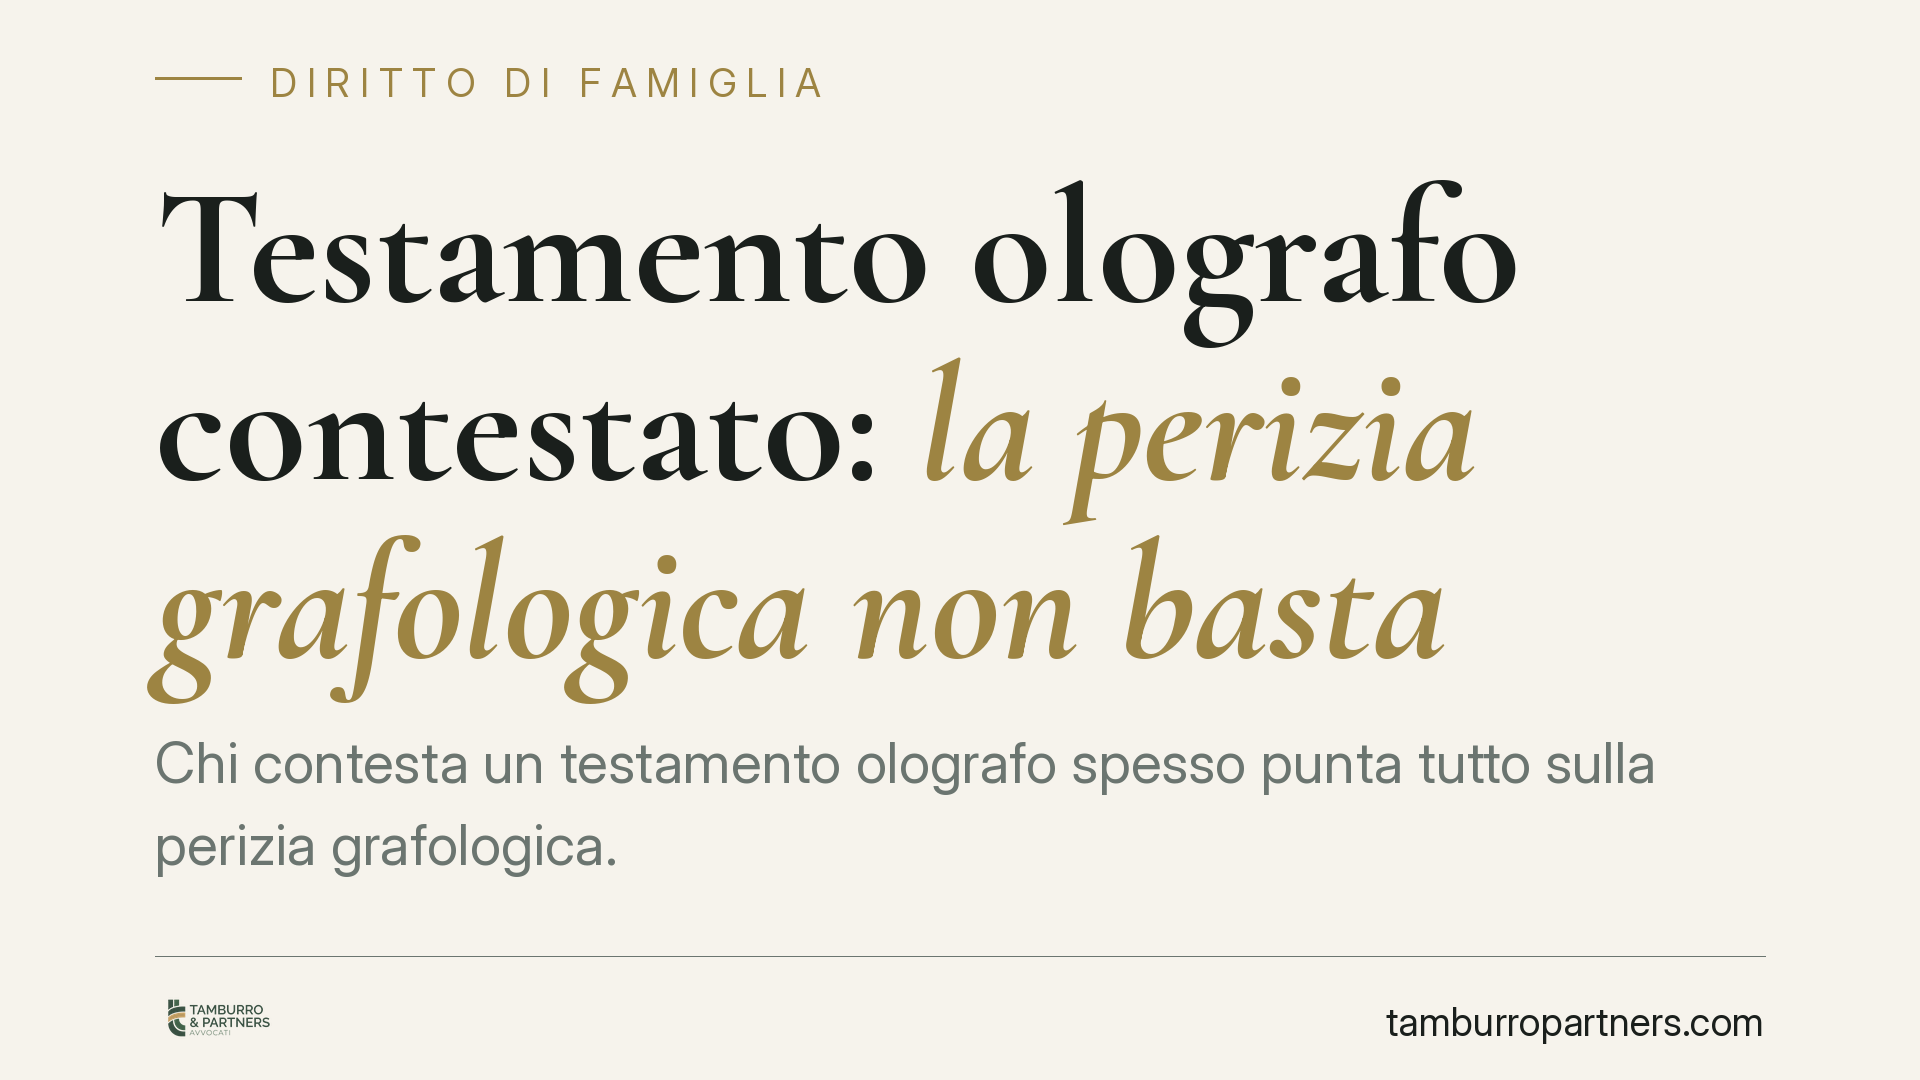 DIRITTO DI FAMIGLIA
Testamento olografo
contestato: la perizia
grafologica non basta
Chi contesta un testamento olografo spesso punta tutto sulla
perizia grafologica.
TAMBURRO
& PARTNERS
AVVOCATI
tamburropartners.com